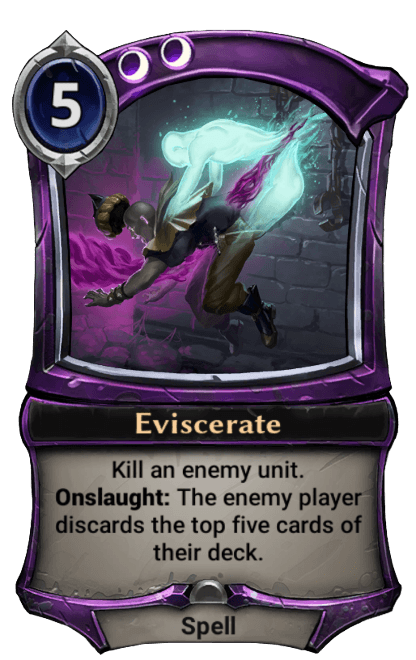 5
Eviscerate
Kill an enemy unit.
Onslaught: The enemy player
discards the top five cards of
their deck.
Spell